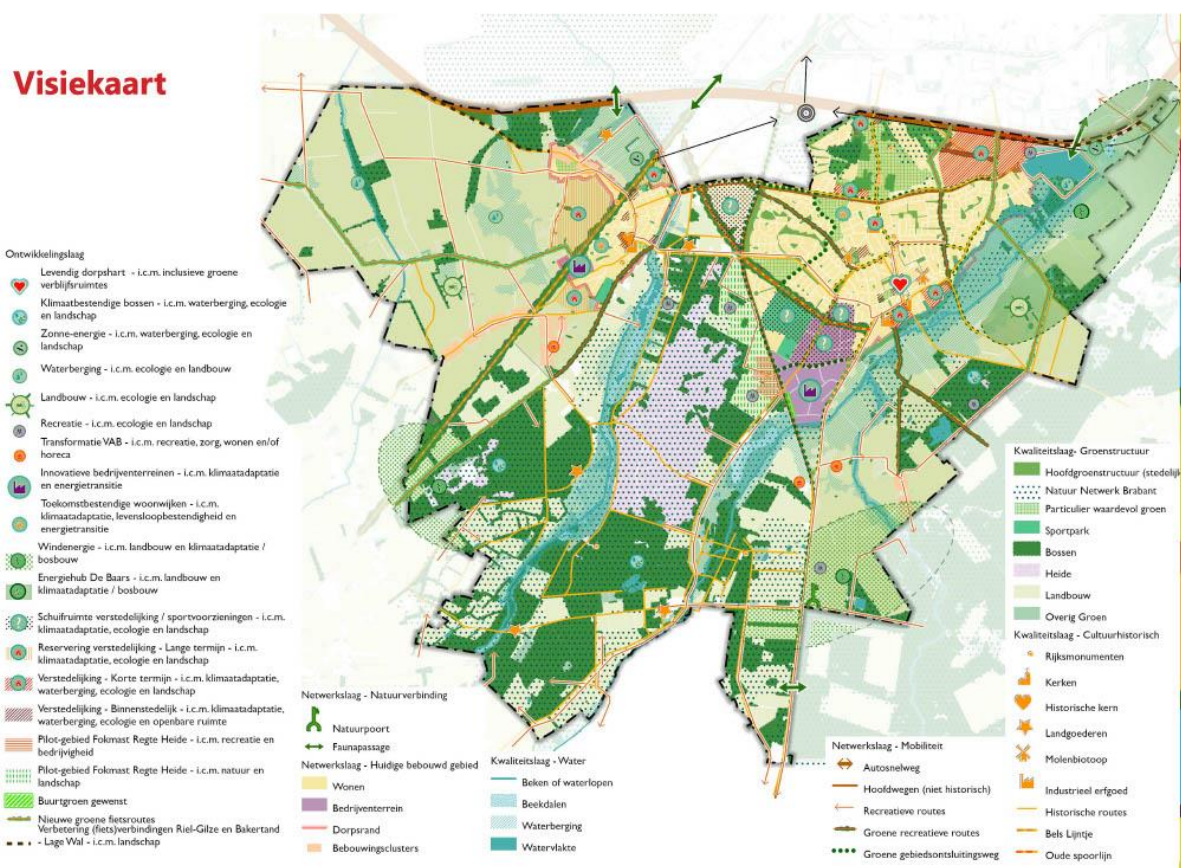 Visiekaart
Ontwikkelingslaag
Levendig dorpshart - i.c.m. inclusieve groene
verblijfsruimtes
Klimaatbestendige bossen - i.c.m. waterberging, ecologie
en landschap
Zonne-energie - i.c.m. waterberging, ecologie en
landschap
Waterberging - i.c.m. ecologie en landbouw
Landbouw - i.c.m. ecologie en landschap
Recreatie - i.c.m. ecologie en landschap
Transformatie VAB - i.c.m. recreatie, zorg, wonen en/of
horeca
Innovatieve bedrijventerreinen - i.c.m. klimaatadaptatie
en energietransitie
Toekomstbestendige woonwijken - i.c.m.
klimaatadaptatie, levensloopbestendigheid en
energietransitie
Windenergie - i.c.m. landbouw en klimaatadaptatie /
bosbouw
Energiehub De Baars - i.c.m. landbouw en
klimaatadaptatie / bosbouw
Schuifruimte verstedelijking / sportvoorzieningen - i.c.m.
klimaatadaptatie, ecologie en landschap
Reservering verstedelijking - Lange termijn - i.c.m.
klimaatadaptatie, ecologie en landschap
Verstedelijking - Korte termijn - i.c.m. klimaatadaptatie,
waterberging, ecologie en landschap
Verstedelijking - Binnenstedelijk - i.c.m. klimaatadaptatie,
waterberging, ecologie en openbare ruimte
Pilot-gebied Fokmast Regte Heide - i.c.m. recreatie en
bedrijvigheid
Pilot-gebied Fokmast Regte Heide - i.c.m. natuur en
landschap
Buurtgroen gewenst
Nieuwe groene fietsroutes
Verbetering (fiets)verbindingen Riel-Gilze en Bakertand
- Lage Wal - i.c.m. landschap
Netwerkslaag - Natuurverbinding
Natuurpoort
Faunapassage
Netwerkslaag - Huidige bebouwd gebied
Wonen
Bedrijventerrein
Dorpsrand
Bebouwingsclusters
Kwaliteitslaag - Water
Beken of waterlopen
Beekdalen
Waterberging
Watervlakte
Netwerkslaag - Mobiliteit
Autosnelweg
Hoofdwegen (niet historisch)
Recreatieve routes
Groene recreatieve routes
Groene gebiedsontsluitingsweg
Kwaliteitslaag- Groenstructuur
Hoofdgroenstructuur (stedelijk
Natuur Netwerk Brabant
Particulier waardevol groen
Sportpark
Bossen
Heide
Landbouw
Overig Groen
Kwaliteitslaag - Cultuurhistorisch
Rijksmonumenten
Kerken
Historische kern
Landgoederen
Molenbiotoop
Industrieel erfgoed
Historische routes
Bels Lijntje
Oude spoorlijn